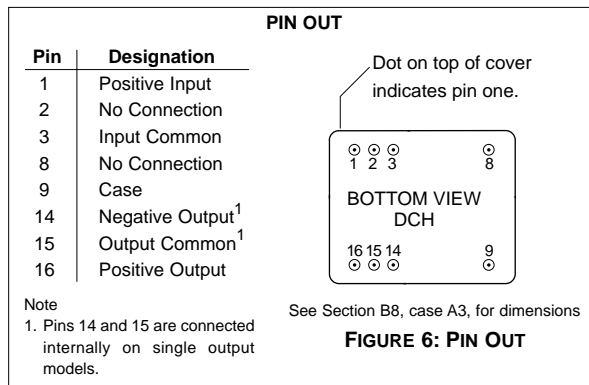 PIN OUT
Pin Designation
1 Positive Input
2 No Connection
3 Input Common
8 No Connection
9 Case
14 Negative Output1
15 Output Common1
16 Positive Output
Note
1. Pins 14 and 15 are connected
internally on single output
models.
Dot on top of cover
indicates pin one.
1 2 3 8
BOTTOM VIEW
DCH
16 15 14 9
See Section B8, case A3, for dimensions
FIGURE 6: PIN OUT